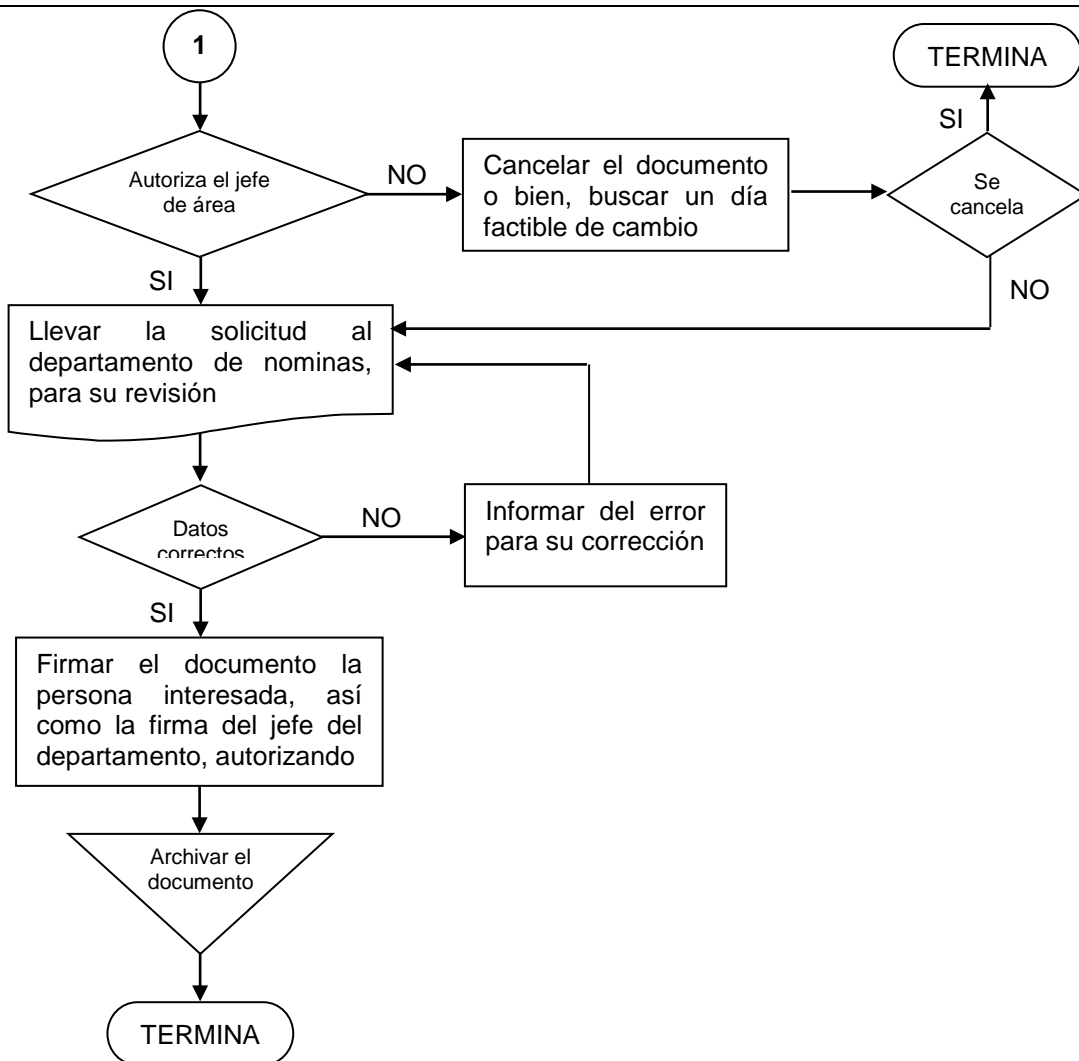 1
TERMINA
SI
Autoriza el jefe
de área
NO
Cancelar el documento
o bien, buscar un día
factible de cambio
Se
cancela
SI
NO
Llevar la solicitud al
departamento de nominas,
para su revisión
Datos
correctos
NO
Informar del error
para su corrección
SI
Firmar el documento la
persona interesada, así
como la firma del jefe del
departamento, autorizando
Archivar el
documento
TERMINA